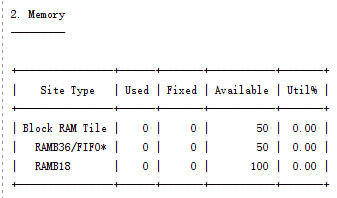 2. Memory
---------
+----------------+------+-------+-----------+-------+
| Site Type | Used | Fixed | Available | Util% |
+----------------+------+-------+-----------+-------+
| Block RAM Tile | 0 | 0 | 50 | 0.00 |
| RAMB36/FIFO* | 0 | 0 | 50 | 0.00 |
| RAMB18 | 0 | 0 | 100 | 0.00 |
+----------------+------+-------+-----------+-------+